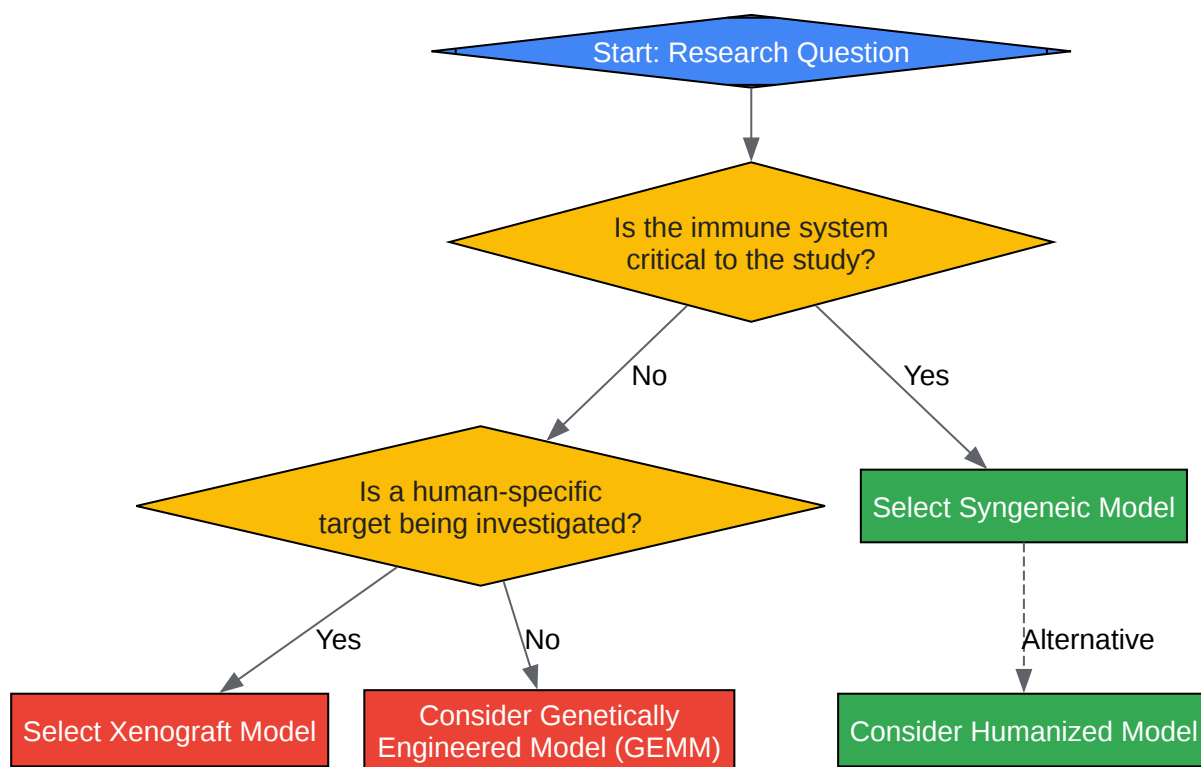 Start: Research Question
Is the immune system
critical to the study?
No
Yes
Is a human-specific
target being investigated?
Select Syngeneic Model
Yes
No
Alternative
Select Xenograft Model
Consider Genetically
Engineered Model (GEMM)
Consider Humanized Model